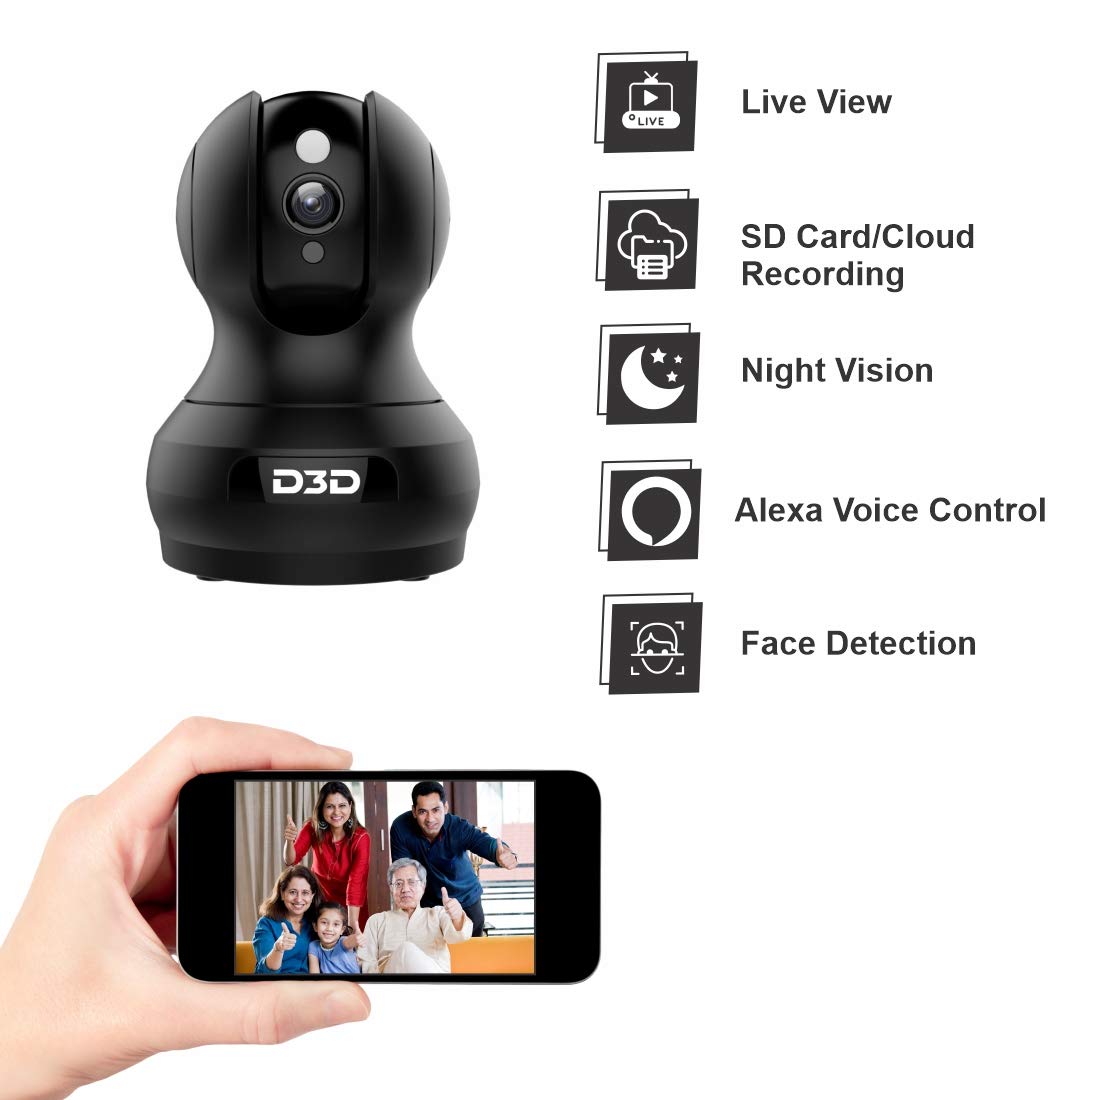 LIVE
Live View
SD Card/Cloud
Recording
Night Vision
D3D
Alexa Voice Control
Face Detection